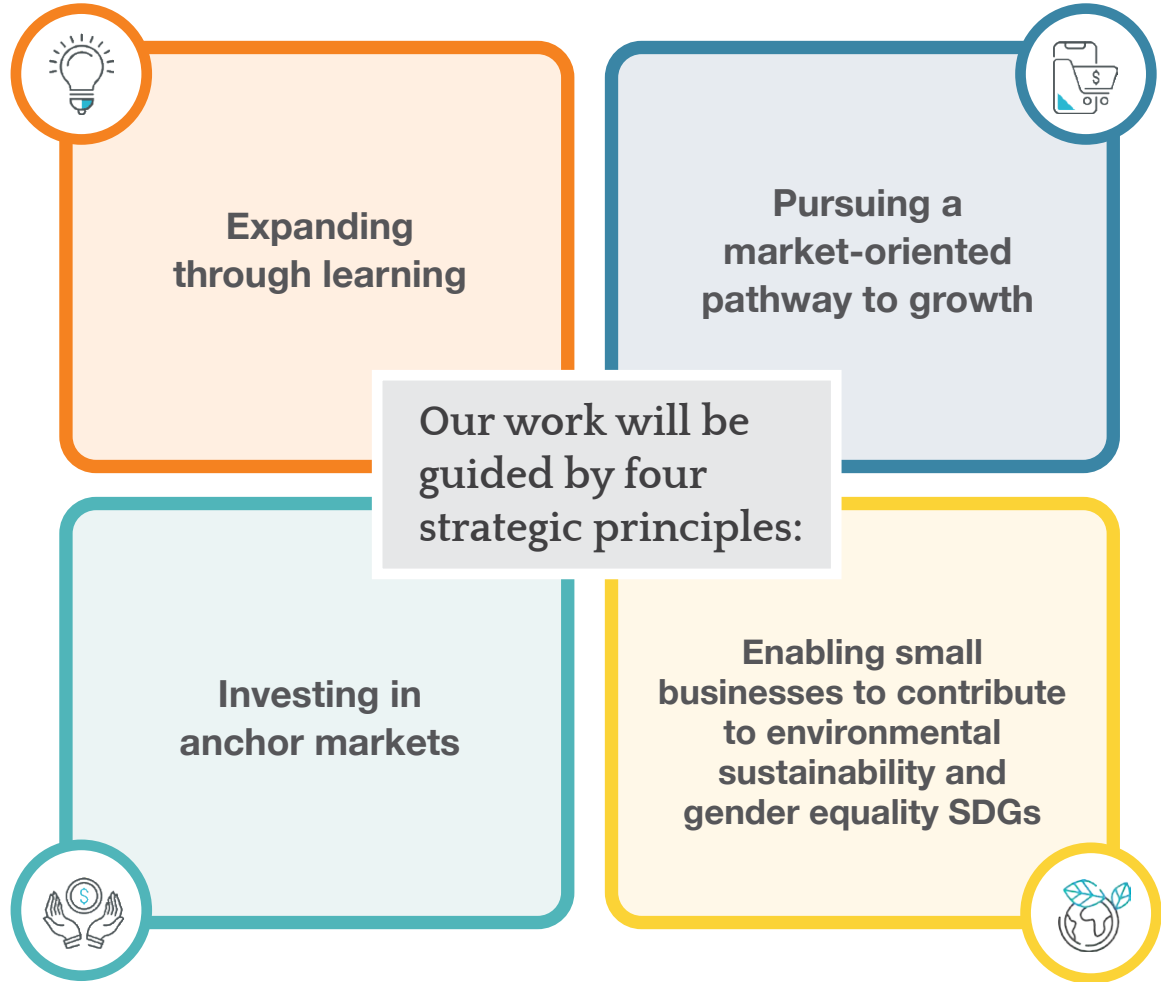 Expanding
through learning
Pursuing a
market-oriented
pathway to growth
$
Our work will be
guided by four
strategic principles:
Investing in
anchor markets
$
Enabling small
businesses to contribute
to environmental
sustainability and
gender equality SDGs